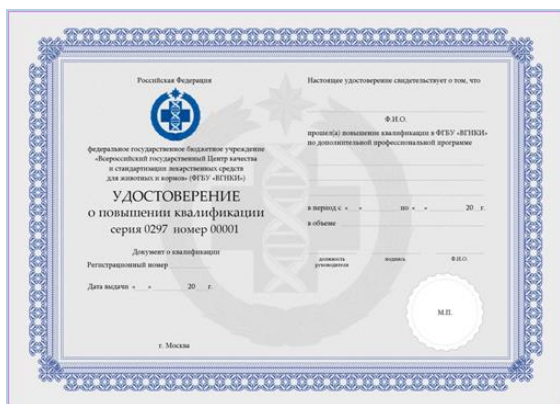 Российская Федерация
федеральное государственное бюджетное учреждение
«Всероссийский государственный Центр качества
и стандартизации лекарственных средств
для животных и кормов» (ФГБУ «ВГНКИ»)
УДОСТОВЕРЕНИЕ
о повышении квалификации
серия 0297 номер 00001
Документ о квалификации
Регистрационный номер
Дата выдачи « » 20 г.
г. Москва
Настоящее удостоверение свидетельствует о том, что
Ф.И.О.
прошел(а) повышение квалификации в ФГБУ «ВГНКИ»
по дополнительной профессиональной программе
в период с « » по « » 20 г.
в объеме
должность подпись Ф.И.О.
руководителя
М.П.